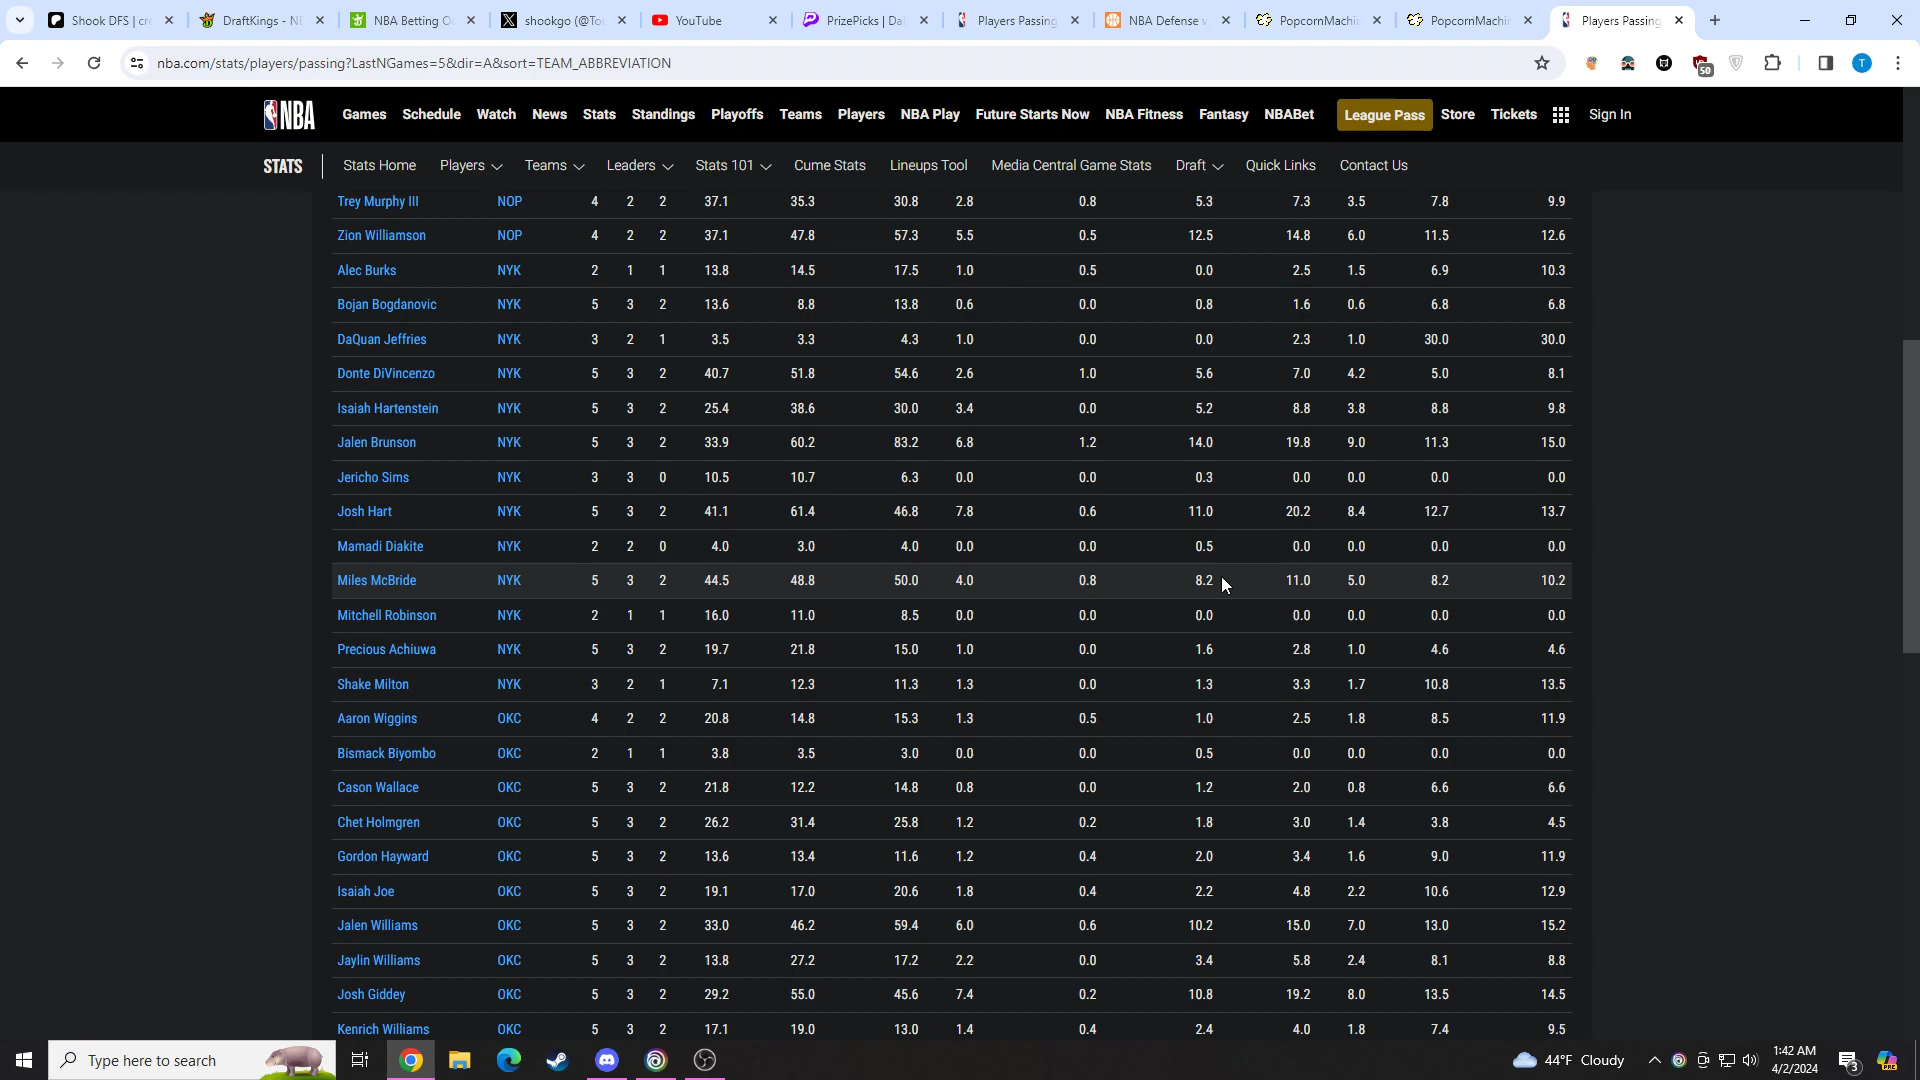 Shook DFS | cre
DraftKings - NE
NBA Betting O
shookgo (@To
YouTube
PrizePicks | Dai
Players Passing
NBA Defense v
PopcornMachin
PopcornMachin
Players Passing
nba.com/stats/players/passing?LastNGames=5&dir=A&sort=TEAM_ABBREVIATION
50
T
NBA Games Schedule Watch News Stats Standings Playoffs Teams Players NBA Play Future Starts Now NBA Fitness Fantasy NBABet League Pass Store Tickets Sign In
STATS Stats Home Players Teams Leaders Stats 101 Cume Stats Lineups Tool Media Central Game Stats Draft Quick Links Contact Us
Trey Murphy III NOP 4 2 2 37.1 35.3 30.8 2.8 0.8 5.3 7.3 3.5 7.8 9.9
Zion Williamson NOP 4 2 2 37.1 47.8 57.3 5.5 0.5 12.5 14.8 6.0 11.5 12.6
Alec Burks NYK 2 1 1 13.8 14.5 17.5 1.0 0.5 0.0 2.5 1.5 6.9 10.3
Bojan Bogdanovic NYK 5 3 2 13.6 8.8 13.8 0.6 0.0 0.8 1.6 0.6 6.8 6.8
DaQuan Jeffries NYK 3 2 1 3.5 3.3 4.3 1.0 0.0 0.0 2.3 1.0 30.0 30.0
Donte DiVincenzo NYK 5 3 2 40.7 51.8 54.6 2.6 1.0 5.6 7.0 4.2 5.0 8.1
Isaiah Hartenstein NYK 5 3 2 25.4 38.6 30.0 3.4 0.0 5.2 8.8 3.8 8.8 9.8
Jalen Brunson NYK 5 3 2 33.9 60.2 83.2 6.8 1.2 14.0 19.8 9.0 11.3 15.0
Jericho Sims NYK 3 3 0 10.5 10.7 6.3 0.0 0.0 0.3 0.0 0.0 0.0 0.0
Josh Hart NYK 5 3 2 41.1 61.4 46.8 7.8 0.6 11.0 20.2 8.4 12.7 13.7
Mamadi Diakite NYK 2 2 0 4.0 3.0 4.0 0.0 0.0 0.5 0.0 0.0 0.0 0.0
Miles McBride NYK 5 3 2 44.5 48.8 50.0 4.0 0.8 8.2 11.0 5.0 8.2 10.2
Mitchell Robinson NYK 2 1 1 16.0 11.0 8.5 0.0 0.0 0.0 0.0 0.0 0.0 0.0
Precious Achiuwa NYK 5 3 2 19.7 21.8 15.0 1.0 0.0 1.6 2.8 1.0 4.6 4.6
Shake Milton NYK 3 2 1 7.1 12.3 11.3 1.3 0.0 1.3 3.3 1.7 10.8 13.5
Aaron Wiggins OKC 4 2 2 20.8 14.8 15.3 1.3 0.5 1.0 2.5 1.8 8.5 11.9
Bismack Biyombo OKC 2 1 1 3.8 3.5 3.0 0.0 0.0 0.5 0.0 0.0 0.0 0.0
Cason Wallace OKC 5 3 2 21.8 12.2 14.8 0.8 0.0 1.2 2.0 0.8 6.6 6.6
Chet Holmgren OKC 5 3 2 26.2 31.4 25.8 1.2 0.2 1.8 3.0 1.4 3.8 4.5
Gordon Hayward OKC 5 3 2 13.6 13.4 11.6 1.2 0.4 2.0 3.4 1.6 9.0 11.9
Isaiah Joe OKC 5 3 2 19.1 17.0 20.6 1.8 0.4 2.2 4.8 2.2 10.6 12.9
Jalen Williams OKC 5 3 2 33.0 46.2 59.4 6.0 0.6 10.2 15.0 7.0 13.0 15.2
Jaylin Williams OKC 5 3 2 13.8 27.2 17.2 2.2 0.0 3.4 5.8 2.4 8.1 8.8
Josh Giddey OKC 5 3 2 29.2 55.0 45.6 7.4 0.2 10.8 19.2 8.0 13.5 14.5
Kenrich Williams OKC 5 3 2 17.1 19.0 13.0 1.4 0.4 2.4 4.0 1.8 7.4 9.5
Type here to search
44°F Cloudy
1:42 AM
4/2/2024
3